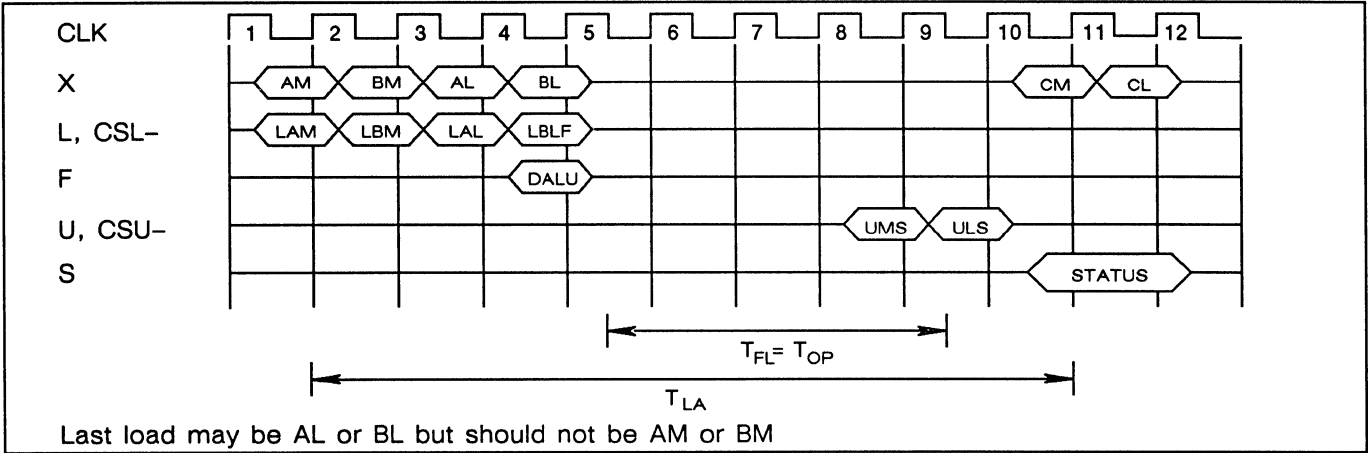 CLK 1 2 3 4 5 6 7 8 9 10 11 12
X AM BM AL BL CM CL
L, CSL– LAM LBM LAL LBLF
F DALU
U, CSU– UMS ULS
S STATUS
TFL= TOP
TLA
Last load may be AL or BL but should not be AM or BM